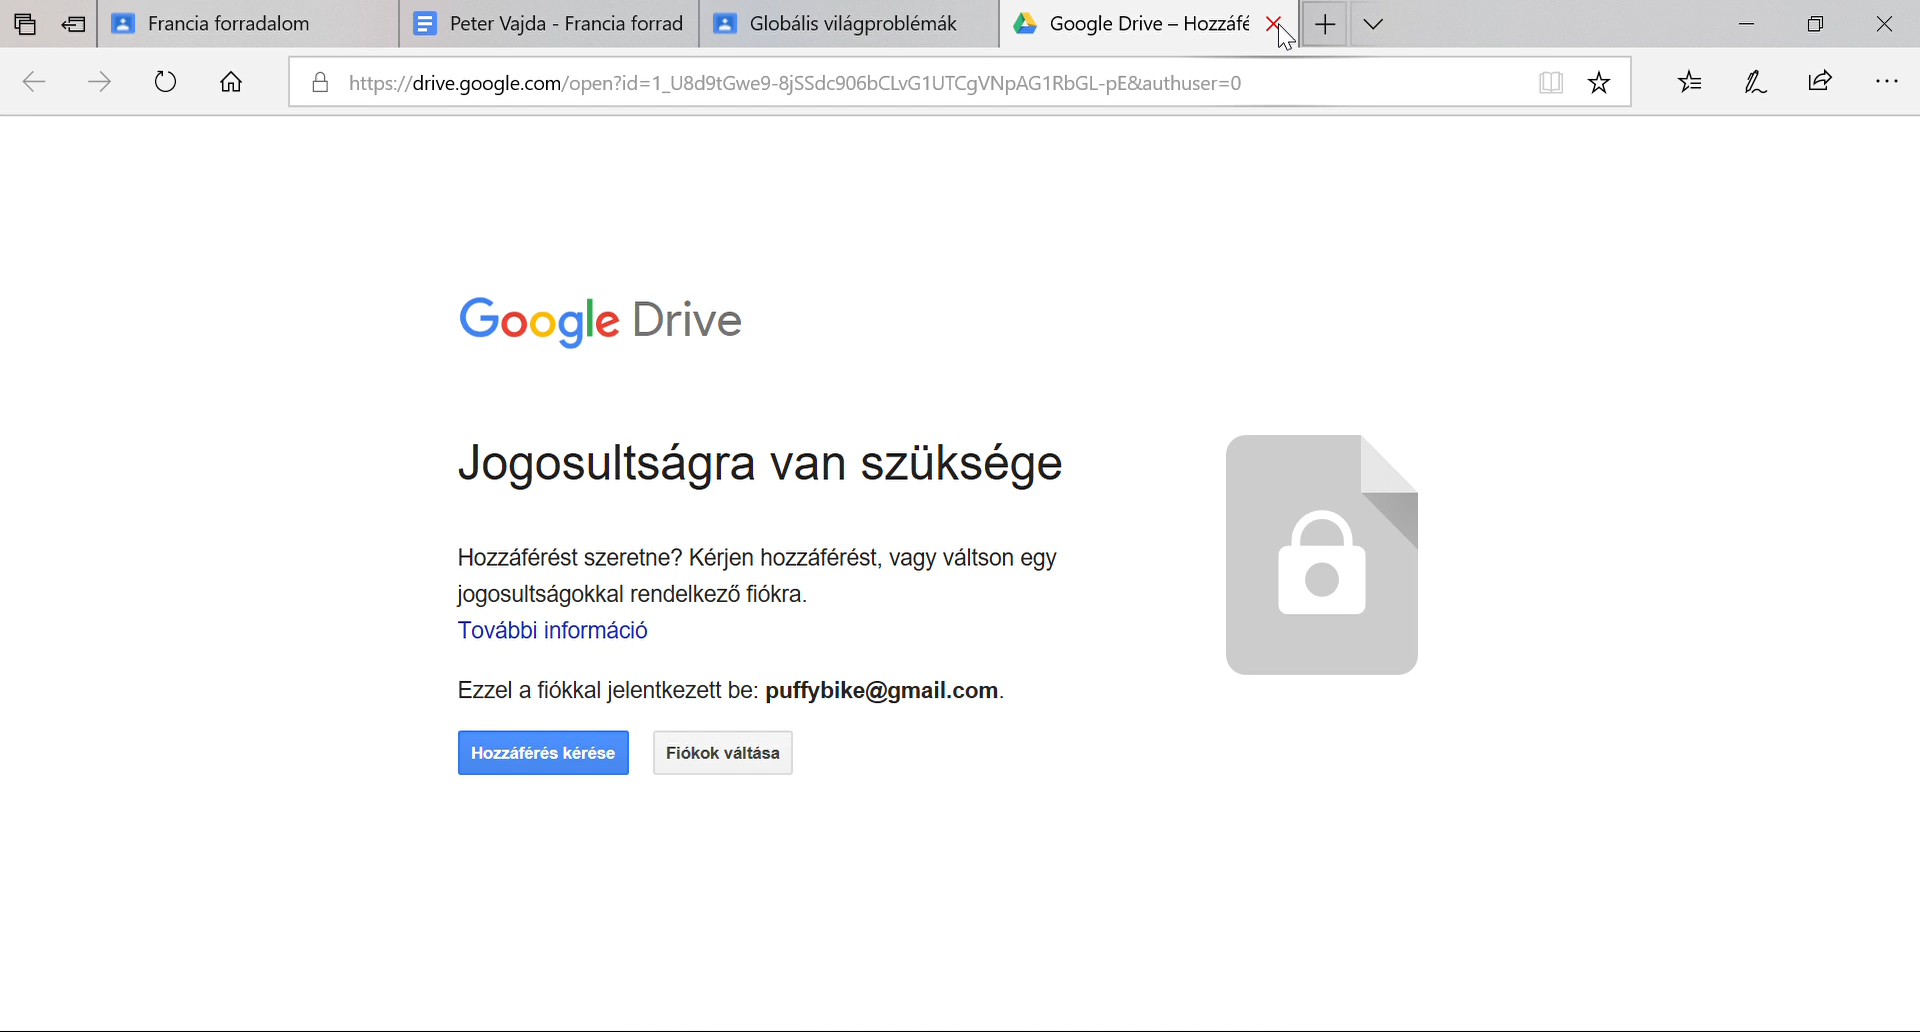 Francia forradalom
Peter Vajda - Francia forrad
Globális világproblémák
Google Drive – Hozzáfé
https://drive.google.com/open?id=1_U8d9tGwe9-8jSSdc906bCLvG1UTCgVNpAG1RbGL-pE&authuser=0
Google Drive
Jogosultságra van szüksége
Hozzáférést szeretne? Kérjen hozzáférést, vagy váltson egy
jogosultságokkal rendelkező fiókra.
További információ
Ezzel a fiókkal jelentkezett be: puffybike@gmail.com.
Hozzáférés kérése
Fiókok váltása